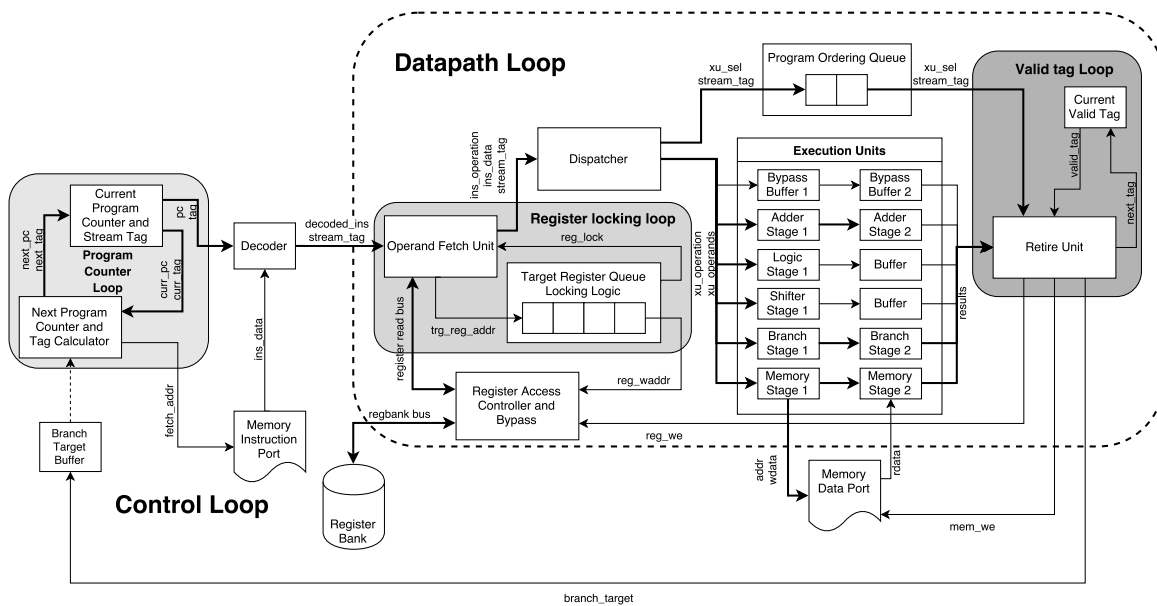 Datapath Loop
Program Ordering Queue
xu_sel
stream_tag
xu_sel
stream_tag
Valid tag Loop
Current
Valid Tag
valid_tag
next_tag
Retire Unit
ins_operation
ins_data
stream_tag
Dispatcher
Execution Units
Bypass
Buffer 1
Bypass
Buffer 2
Adder
Stage 1
Adder
Stage 2
Logic
Stage 1
Buffer
Shifter
Stage 1
Buffer
Branch
Stage 1
Branch
Stage 2
Memory
Stage 1
Memory
Stage 2
xu_operation
xu_operands
results
Current
Program
Counter and
Stream Tag
pc
tag
next_pc
next_tag
Program
Counter
Loop
curr_pc
curr_tag
Next Program
Counter and
Tag Calculator
Decoder
decoded_ins
stream_tag
Register locking loop
Operand Fetch Unit
reg_lock
Target Register Queue
Locking Logic
trg_reg_addr
register read bus
reg_waddr
Register Access
Controller and
Bypass
regbank bus
reg_we
ins_data
fetch_addr
Branch
Target
Buffer
Memory
Instruction
Port
Control Loop
Register
Bank
addr
wdata
rdata
Memory
Data Port
mem_we
branch_target